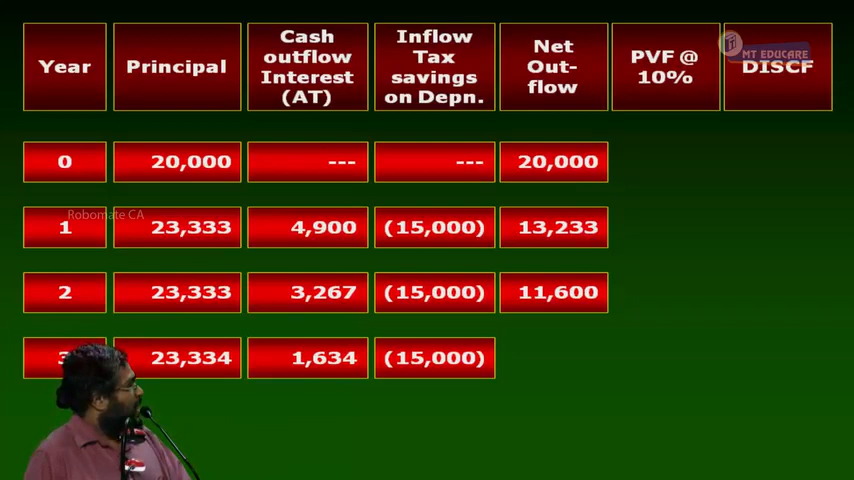 Year
Principal
Cash
outflow
Interest
(AT)
Inflow
Tax
savings
on Depn.
Net
Out-
flow
PVF @
10%
MT EDUCARE
DISCF
0 20,000 --- --- 20,000
Robomate CA
1 23,333 4,900 (15,000) 13,233
2 23,333 3,267 (15,000) 11,600
3 23,334 1,634 (15,000)